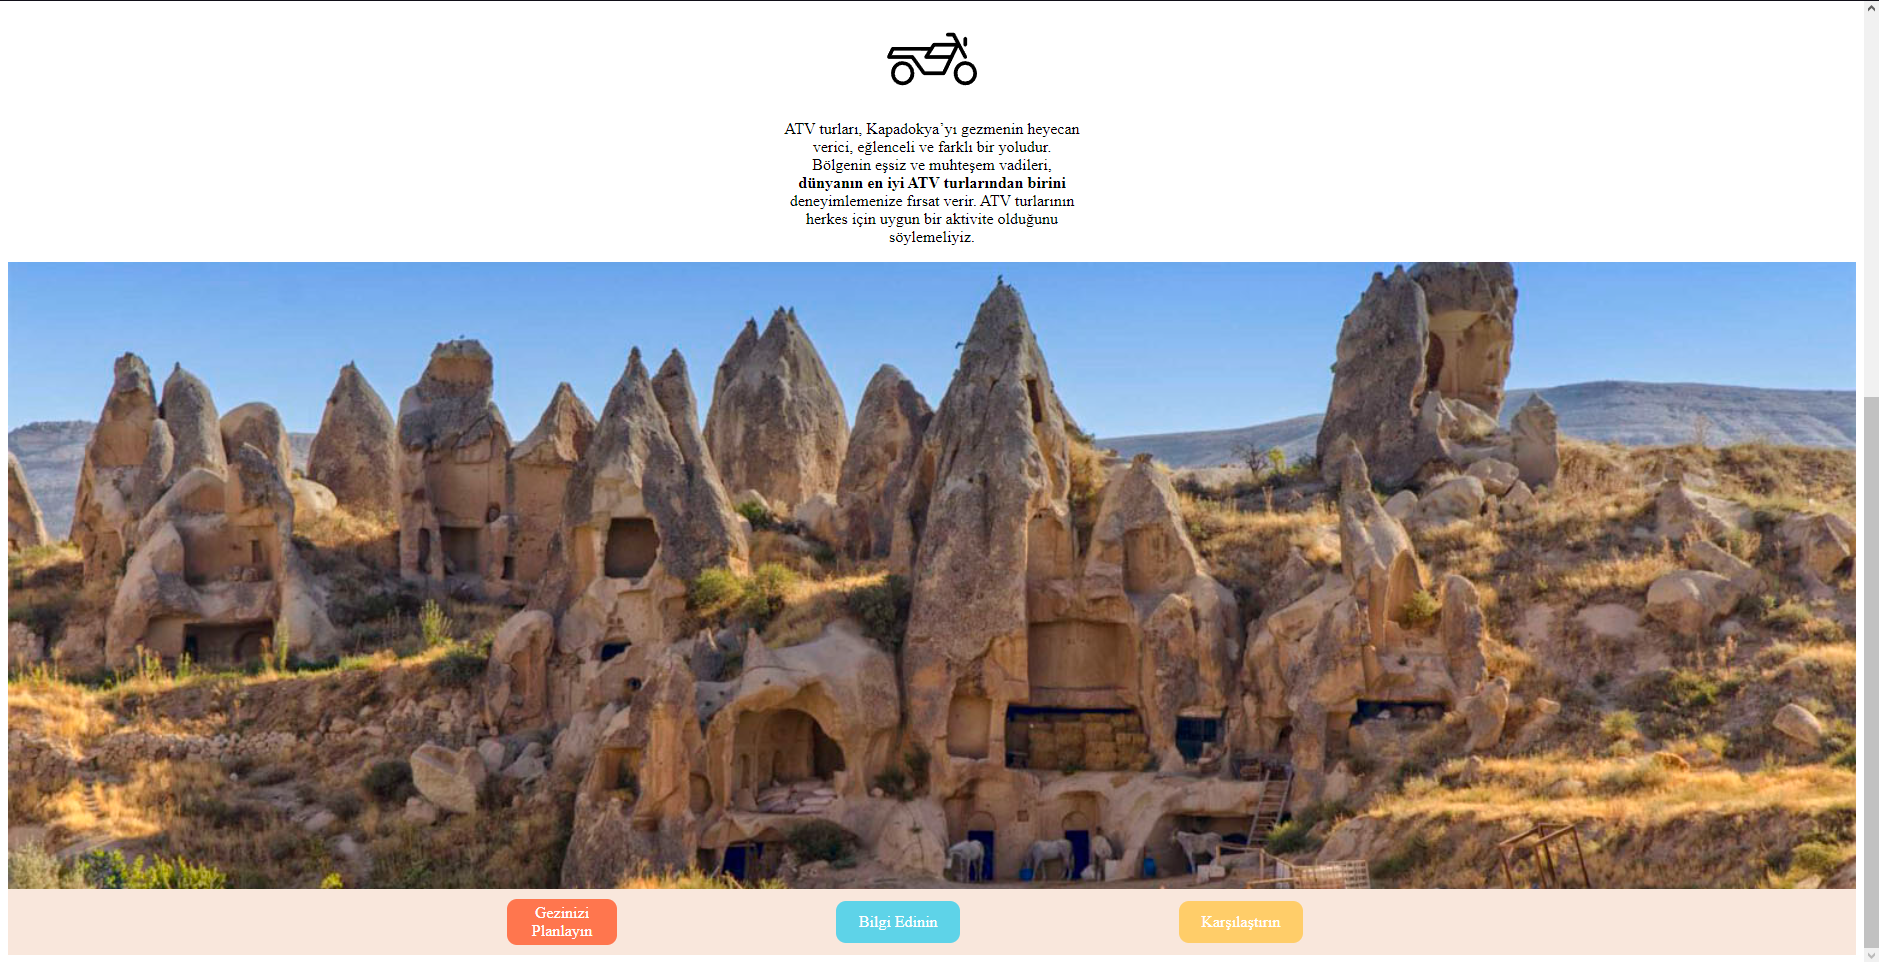 ATV turları, Kapadokya’yı gezmenin heyecan
verici, eğlenceli ve farklı bir yoludur.
Bölgenin eşsiz ve muhteşem vadileri,
dünyanın en iyi ATV turlarından birini
deneyimlemenize fırsat verir. ATV turlarının
herkes için uygun bir aktivite olduğunu
söylemeliyiz.
Gezinizi
Planlayın
Bilgi Edinin
Karşılaştırın